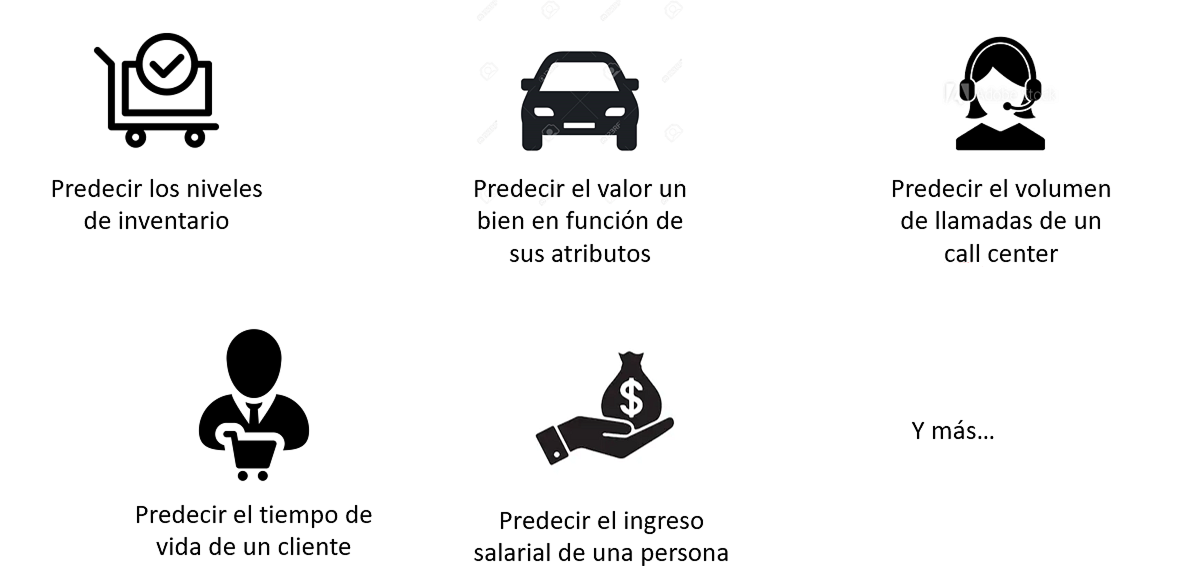 Predecir los niveles
de inventario
Predecir el valor un
bien en función de
sus atributos
Predecir el volumen
de llamadas de un
call center
Predecir el tiempo de
vida de un cliente
$
Predecir el ingreso
salarial de una persona
Y más...